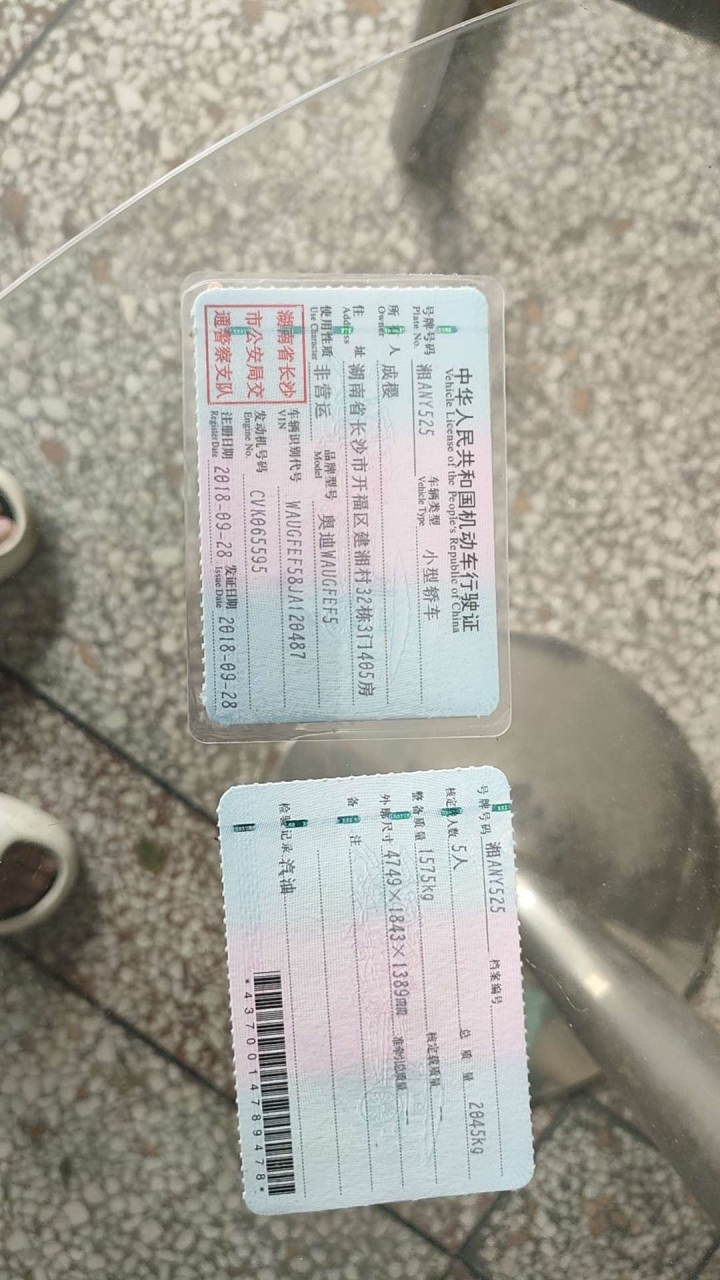 中华人民共和国机动车行驶证
Vehicle License of the People's Republic of China
号牌号码 湘ANY525 车辆类型 小型轿车
Plate No. Vehicle Type
所有人 成樱
Owner
住址 湖南省长沙市开福区建湘村32栋3门1405房
Address
使用性质 非营运 品牌型号 奥迪WAUGFEF5
Use Character Model
湖南省长沙
市公安局交
通警察支队
车辆识别代号 WAUGFEF58JA120487
VIN
发动机号码 CVK065595
Engine No.
注册日期 2018-09-28 发证日期 2018-09-28
Register Date Issue Date
号牌号码 湘ANY525 档案编号
核定载人数 5人 总质量 2045kg
整备质量 1575kg 核定载质量 --
外廓尺寸 4749×1843×1389mm 准牵引总质量 --
备注
检验记录 汽油
*4370014789478*